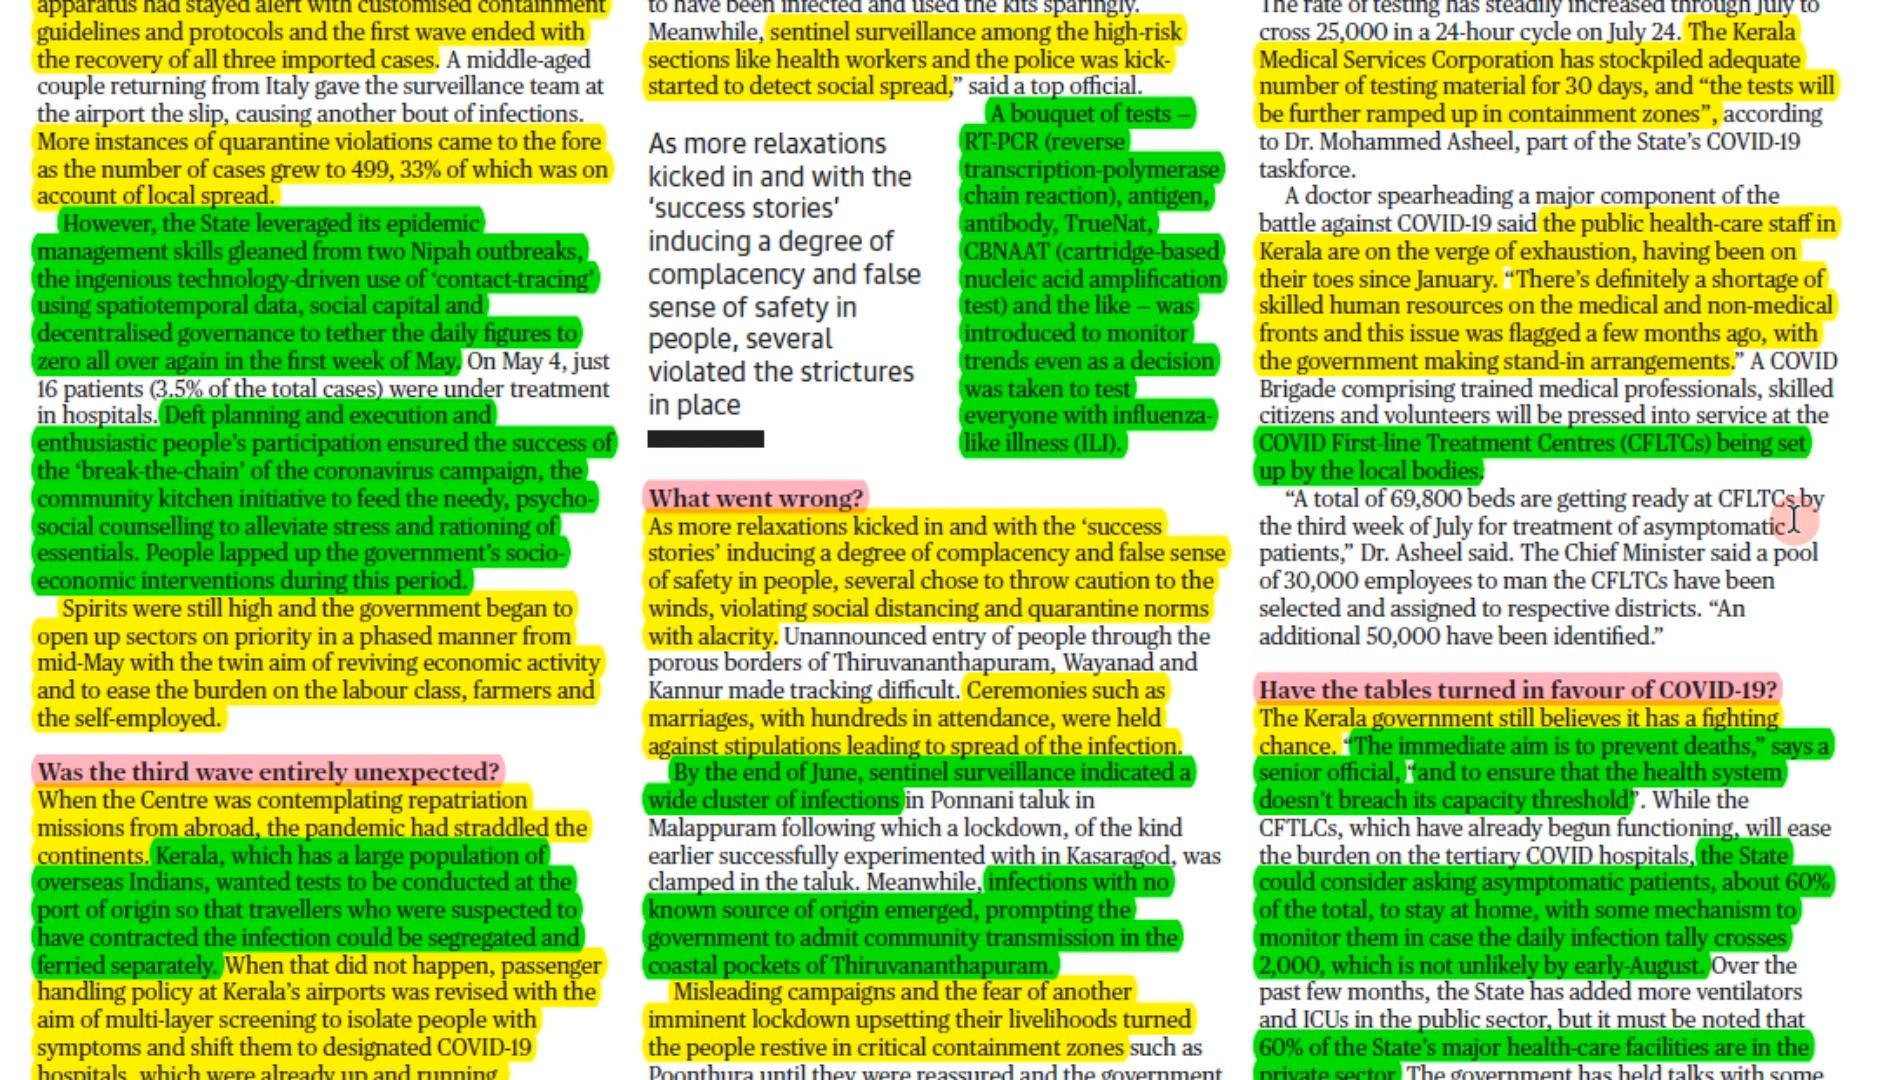 apparatus had stayed alert with customised containment
guidelines and protocols and the first wave ended with
the recovery of all three imported cases. A middle-aged
couple returning from Italy gave the surveillance team at
the airport the slip, causing another bout of infections.
More instances of quarantine violations came to the fore
as the number of cases grew to 499, 33% of which was on
account of local spread.
However, the State leveraged its epidemic
management skills gleaned from two Nipah outbreaks,
the ingenious technology-driven use of ‘contact-tracing’
using spatiotemporal data, social capital and
decentralised governance to tether the daily figures to
zero all over again in the first week of May. On May 4, just
16 patients (3.5% of the total cases) were under treatment
in hospitals. Deft planning and execution and
enthusiastic people’s participation ensured the success of
the ‘break-the-chain’ of the coronavirus campaign, the
community kitchen initiative to feed the needy, psycho-
social counselling to alleviate stress and rationing of
essentials. People lapped up the government’s socio-
economic interventions during this period.
Spirits were still high and the government began to
open up sectors on priority in a phased manner from
mid-May with the twin aim of reviving economic activity
and to ease the burden on the labour class, farmers and
the self-employed.
Was the third wave entirely unexpected?
When the Centre was contemplating repatriation
missions from abroad, the pandemic had straddled the
continents. Kerala, which has a large population of
overseas Indians, wanted tests to be conducted at the
port of origin so that travellers who were suspected to
have contracted the infection could be segregated and
ferried separately. When that did not happen, passenger
handling policy at Kerala’s airports was revised with the
aim of multi-layer screening to isolate people with
symptoms and shift them to designated COVID-19
hospitals, which were already up and running.
to have been infected and used the kits sparingly.
Meanwhile, sentinel surveillance among the high-risk
sections like health workers and the police was kick-
started to detect social spread,” said a top official.
As more relaxations
kicked in and with the
‘success stories’
inducing a degree of
complacency and false
sense of safety in
people, several
violated the strictures
in place
A bouquet of tests –
RT-PCR (reverse
transcription-polymerase
chain reaction), antigen,
antibody, TrueNat,
CBNAAT (cartridge-based
nucleic acid amplification
test) and the like – was
introduced to monitor
trends even as a decision
was taken to test
everyone with influenza-
like illness (ILI).
What went wrong?
As more relaxations kicked in and with the ‘success
stories’ inducing a degree of complacency and false sense
of safety in people, several chose to throw caution to the
winds, violating social distancing and quarantine norms
with alacrity. Unannounced entry of people through the
porous borders of Thiruvananthapuram, Wayanad and
Kannur made tracking difficult. Ceremonies such as
marriages, with hundreds in attendance, were held
against stipulations leading to spread of the infection.
By the end of June, sentinel surveillance indicated a
wide cluster of infections in Ponnani taluk in
Malappuram following which a lockdown, of the kind
earlier successfully experimented with in Kasaragod, was
clamped in the taluk. Meanwhile, infections with no
known source of origin emerged, prompting the
government to admit community transmission in the
coastal pockets of Thiruvananthapuram.
Misleading campaigns and the fear of another
imminent lockdown upsetting their livelihoods turned
the people restive in critical containment zones such as
Poonthura until they were reassured and the government
The rate of testing has steadily increased through July to
cross 25,000 in a 24-hour cycle on July 24. The Kerala
Medical Services Corporation has stockpiled adequate
number of testing material for 30 days, and “the tests will
be further ramped up in containment zones”, according
to Dr. Mohammed Asheel, part of the State’s COVID-19
taskforce.
A doctor spearheading a major component of the
battle against COVID-19 said the public health-care staff in
Kerala are on the verge of exhaustion, having been on
their toes since January. “There’s definitely a shortage of
skilled human resources on the medical and non-medical
fronts and this issue was flagged a few months ago, with
the government making stand-in arrangements.” A COVID
Brigade comprising trained medical professionals, skilled
citizens and volunteers will be pressed into service at the
COVID First-line Treatment Centres (CFLTCs) being set
up by the local bodies.
“A total of 69,800 beds are getting ready at CFLTCs by
the third week of July for treatment of asymptomatic
patients,” Dr. Asheel said. The Chief Minister said a pool
of 30,000 employees to man the CFLTCs have been
selected and assigned to respective districts. “An
additional 50,000 have been identified.”
Have the tables turned in favour of COVID-19?
The Kerala government still believes it has a fighting
chance. “The immediate aim is to prevent deaths,” says a
senior official, “and to ensure that the health system
doesn’t breach its capacity threshold”. While the
CFTLCs, which have already begun functioning, will ease
the burden on the tertiary COVID hospitals, the State
could consider asking asymptomatic patients, about 60%
of the total, to stay at home, with some mechanism to
monitor them in case the daily infection tally crosses
2,000, which is not unlikely by early-August. Over the
past few months, the State has added more ventilators
and ICUs in the public sector, but it must be noted that
60% of the State’s major health-care facilities are in the
private sector. The government has held talks with some